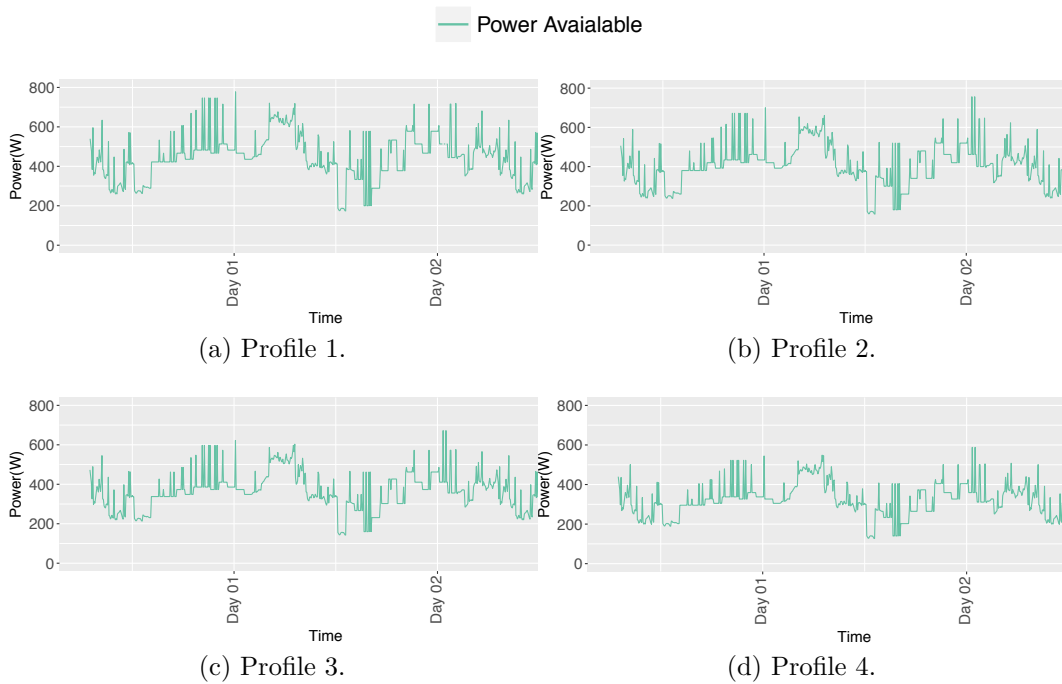 Power Avaialable
800
600
400
200
0
Power(W)
Day 01
Day 02
Time
(a) Profile 1.
800
600
400
200
0
Power(W)
Day 01
Day 02
Time
(b) Profile 2.
800
600
400
200
0
Power(W)
Day 01
Day 02
Time
(c) Profile 3.
800
600
400
200
0
Power(W)
Day 01
Day 02
Time
(d) Profile 4.